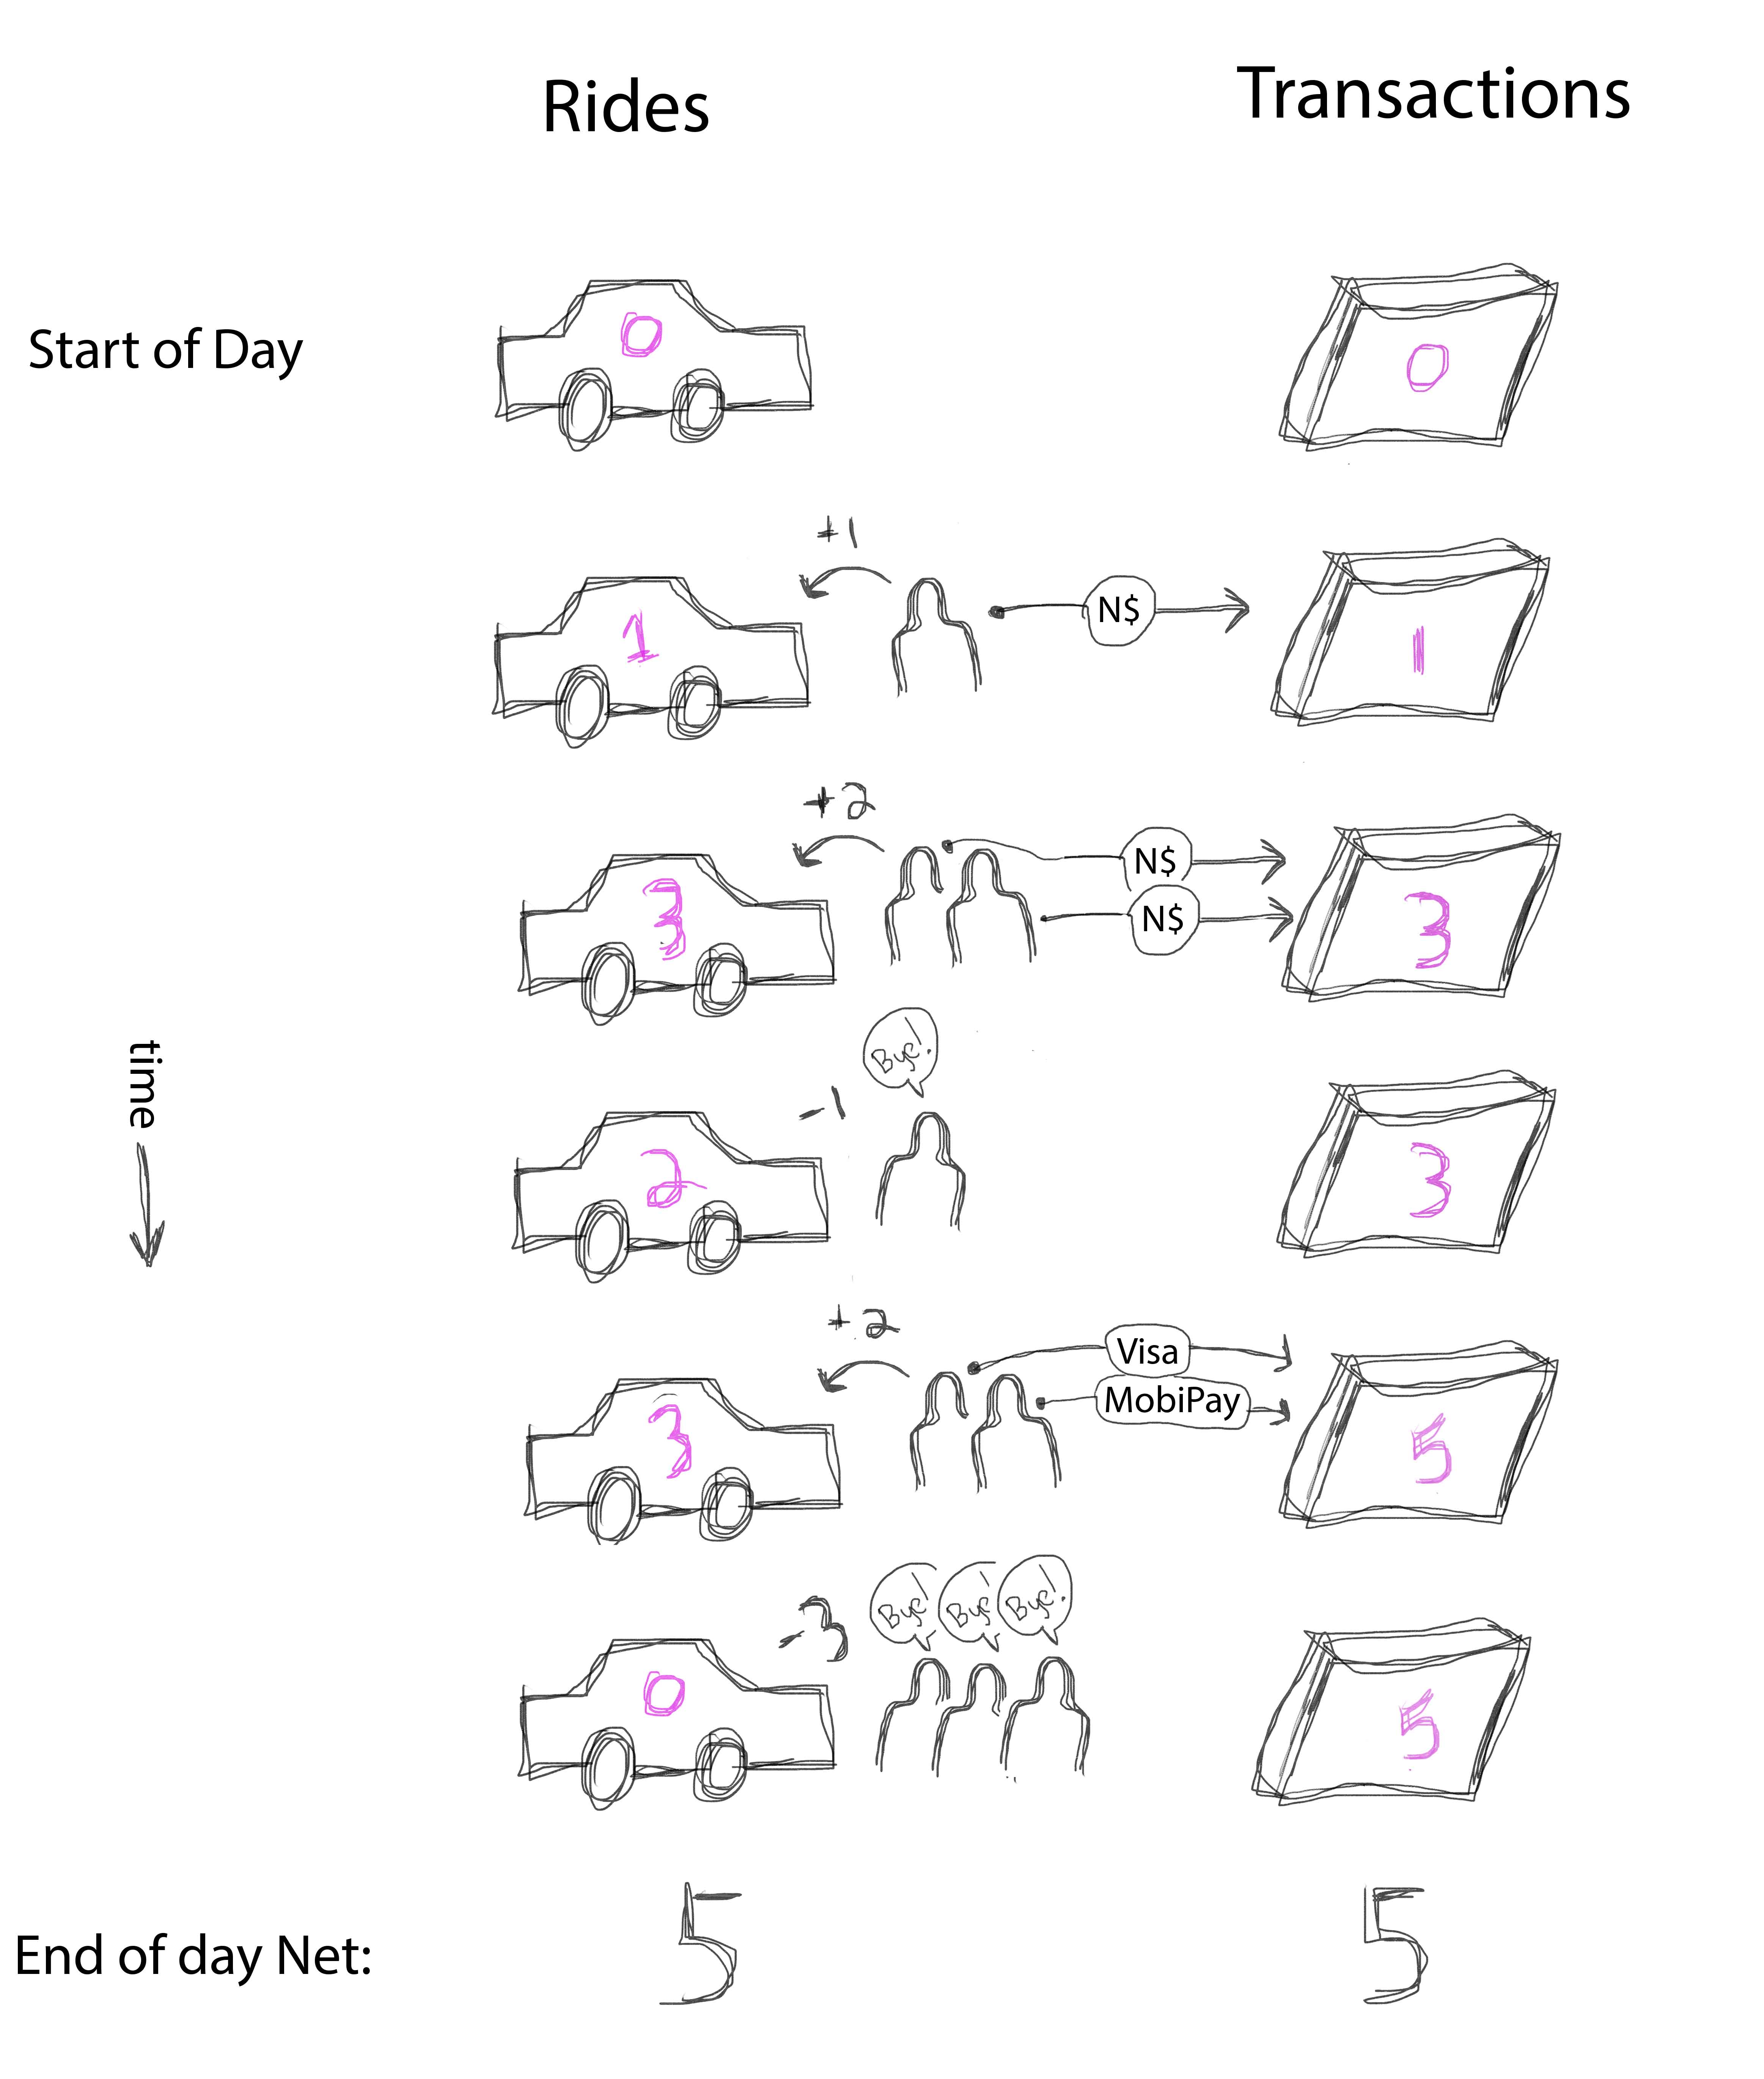 Rides
Transactions
Start of Day
0
0
+1
N$
1
1
+2
N$
N$
3
3
Bye!
time
-1
2
3
+2
Visa
MobiPay
3
5
Bye!
Bye!
Bye!
-3
0
5
End of day Net:
5
5